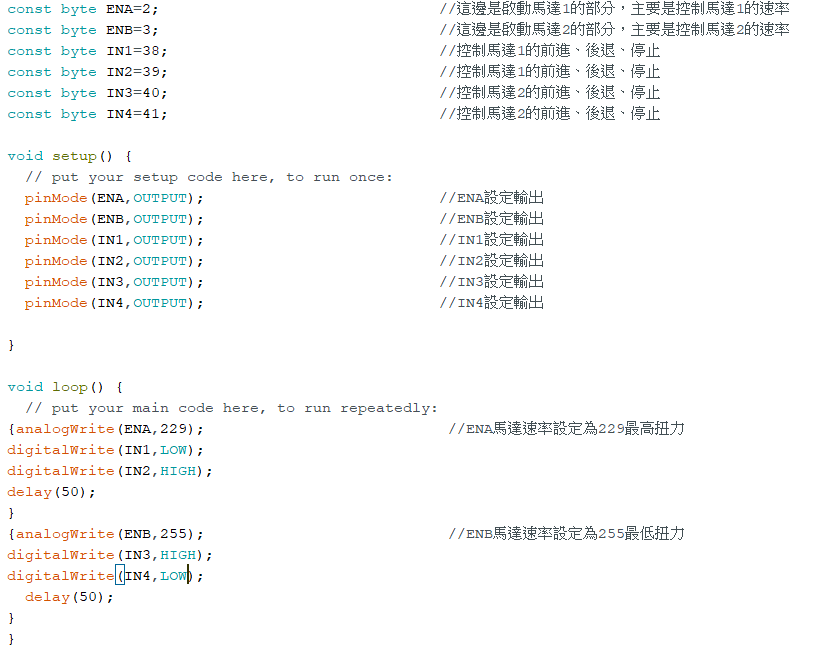 const byte ENA=2; //這邊是啟動馬達1的部分，主要是控制馬達1的速率
const byte ENB=3; //這邊是啟動馬達2的部分，主要是控制馬達2的速率
const byte IN1=38; //控制馬達1的前進、後退、停止
const byte IN2=39; //控制馬達1的前進、後退、停止
const byte IN3=40; //控制馬達2的前進、後退、停止
const byte IN4=41; //控制馬達2的前進、後退、停止
void setup() {
// put your setup code here, to run once:
pinMode(ENA,OUTPUT); //ENA設定輸出
pinMode(ENB,OUTPUT); //ENB設定輸出
pinMode(IN1,OUTPUT); //IN1設定輸出
pinMode(IN2,OUTPUT); //IN2設定輸出
pinMode(IN3,OUTPUT); //IN3設定輸出
pinMode(IN4,OUTPUT); //IN4設定輸出
}
void loop() {
// put your main code here, to run repeatedly:
{analogWrite(ENA,229); //ENA馬達速率設定為229最高扭力
digitalWrite(IN1,LOW);
digitalWrite(IN2,HIGH);
delay(50);
}
{analogWrite(ENB,255); //ENB馬達速率設定為255最低扭力
digitalWrite(IN3,HIGH);
digitalWrite(IN4,LOW);
delay(50);
}
}